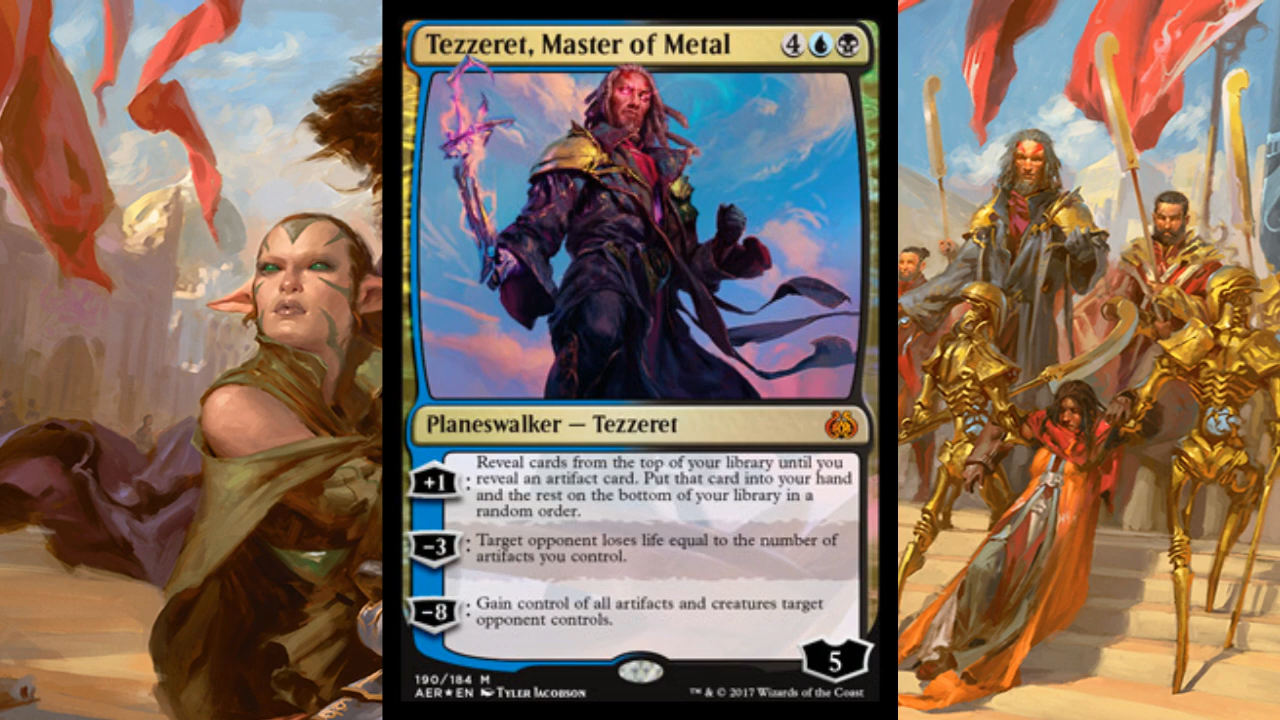 Tezzeret, Master of Metal 4
Planeswalker — Tezzeret
Reveal cards from the top of your library until you
+1 : reveal an artifact card. Put that card into your hand
and the rest on the bottom of your library in a
random order.
−3 : Target opponent loses life equal to the number of
artifacts you control.
−8 : Gain control of all artifacts and creatures target
opponent controls.
5
190/184 M
AER★EN Tyler Jacobson ™ & © 2017 Wizards of the Coast